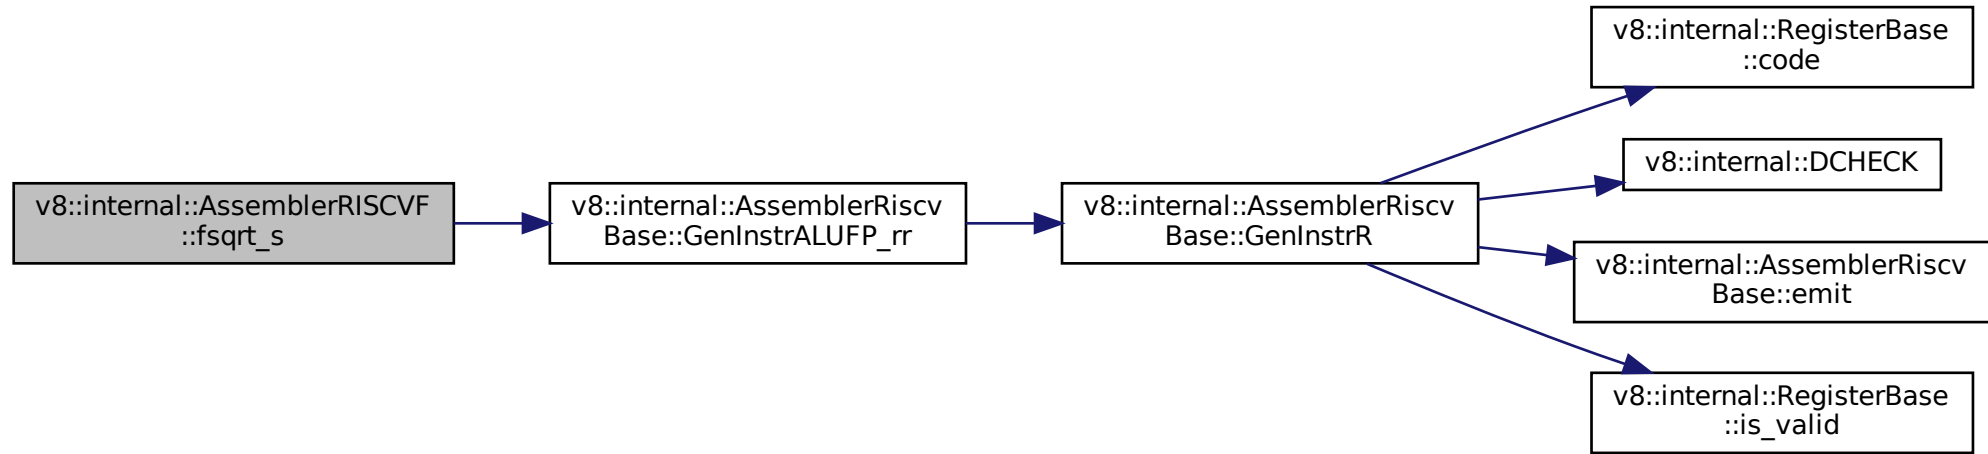 v8::internal::AssemblerRISCVF
::fsqrt_s
v8::internal::AssemblerRiscv
Base::GenInstrALUFP_rr
v8::internal::AssemblerRiscv
Base::GenInstrR
v8::internal::RegisterBase
::code
v8::internal::DCHECK
v8::internal::AssemblerRiscv
Base::emit
v8::internal::RegisterBase
::is_valid